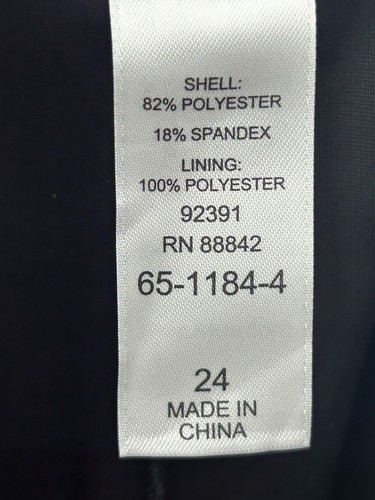 SHELL:
82% POLYESTER
18% SPANDEX
LINING:
100% POLYESTER
92391
RN 88842
65-1184-4
24
MADE IN
CHINA